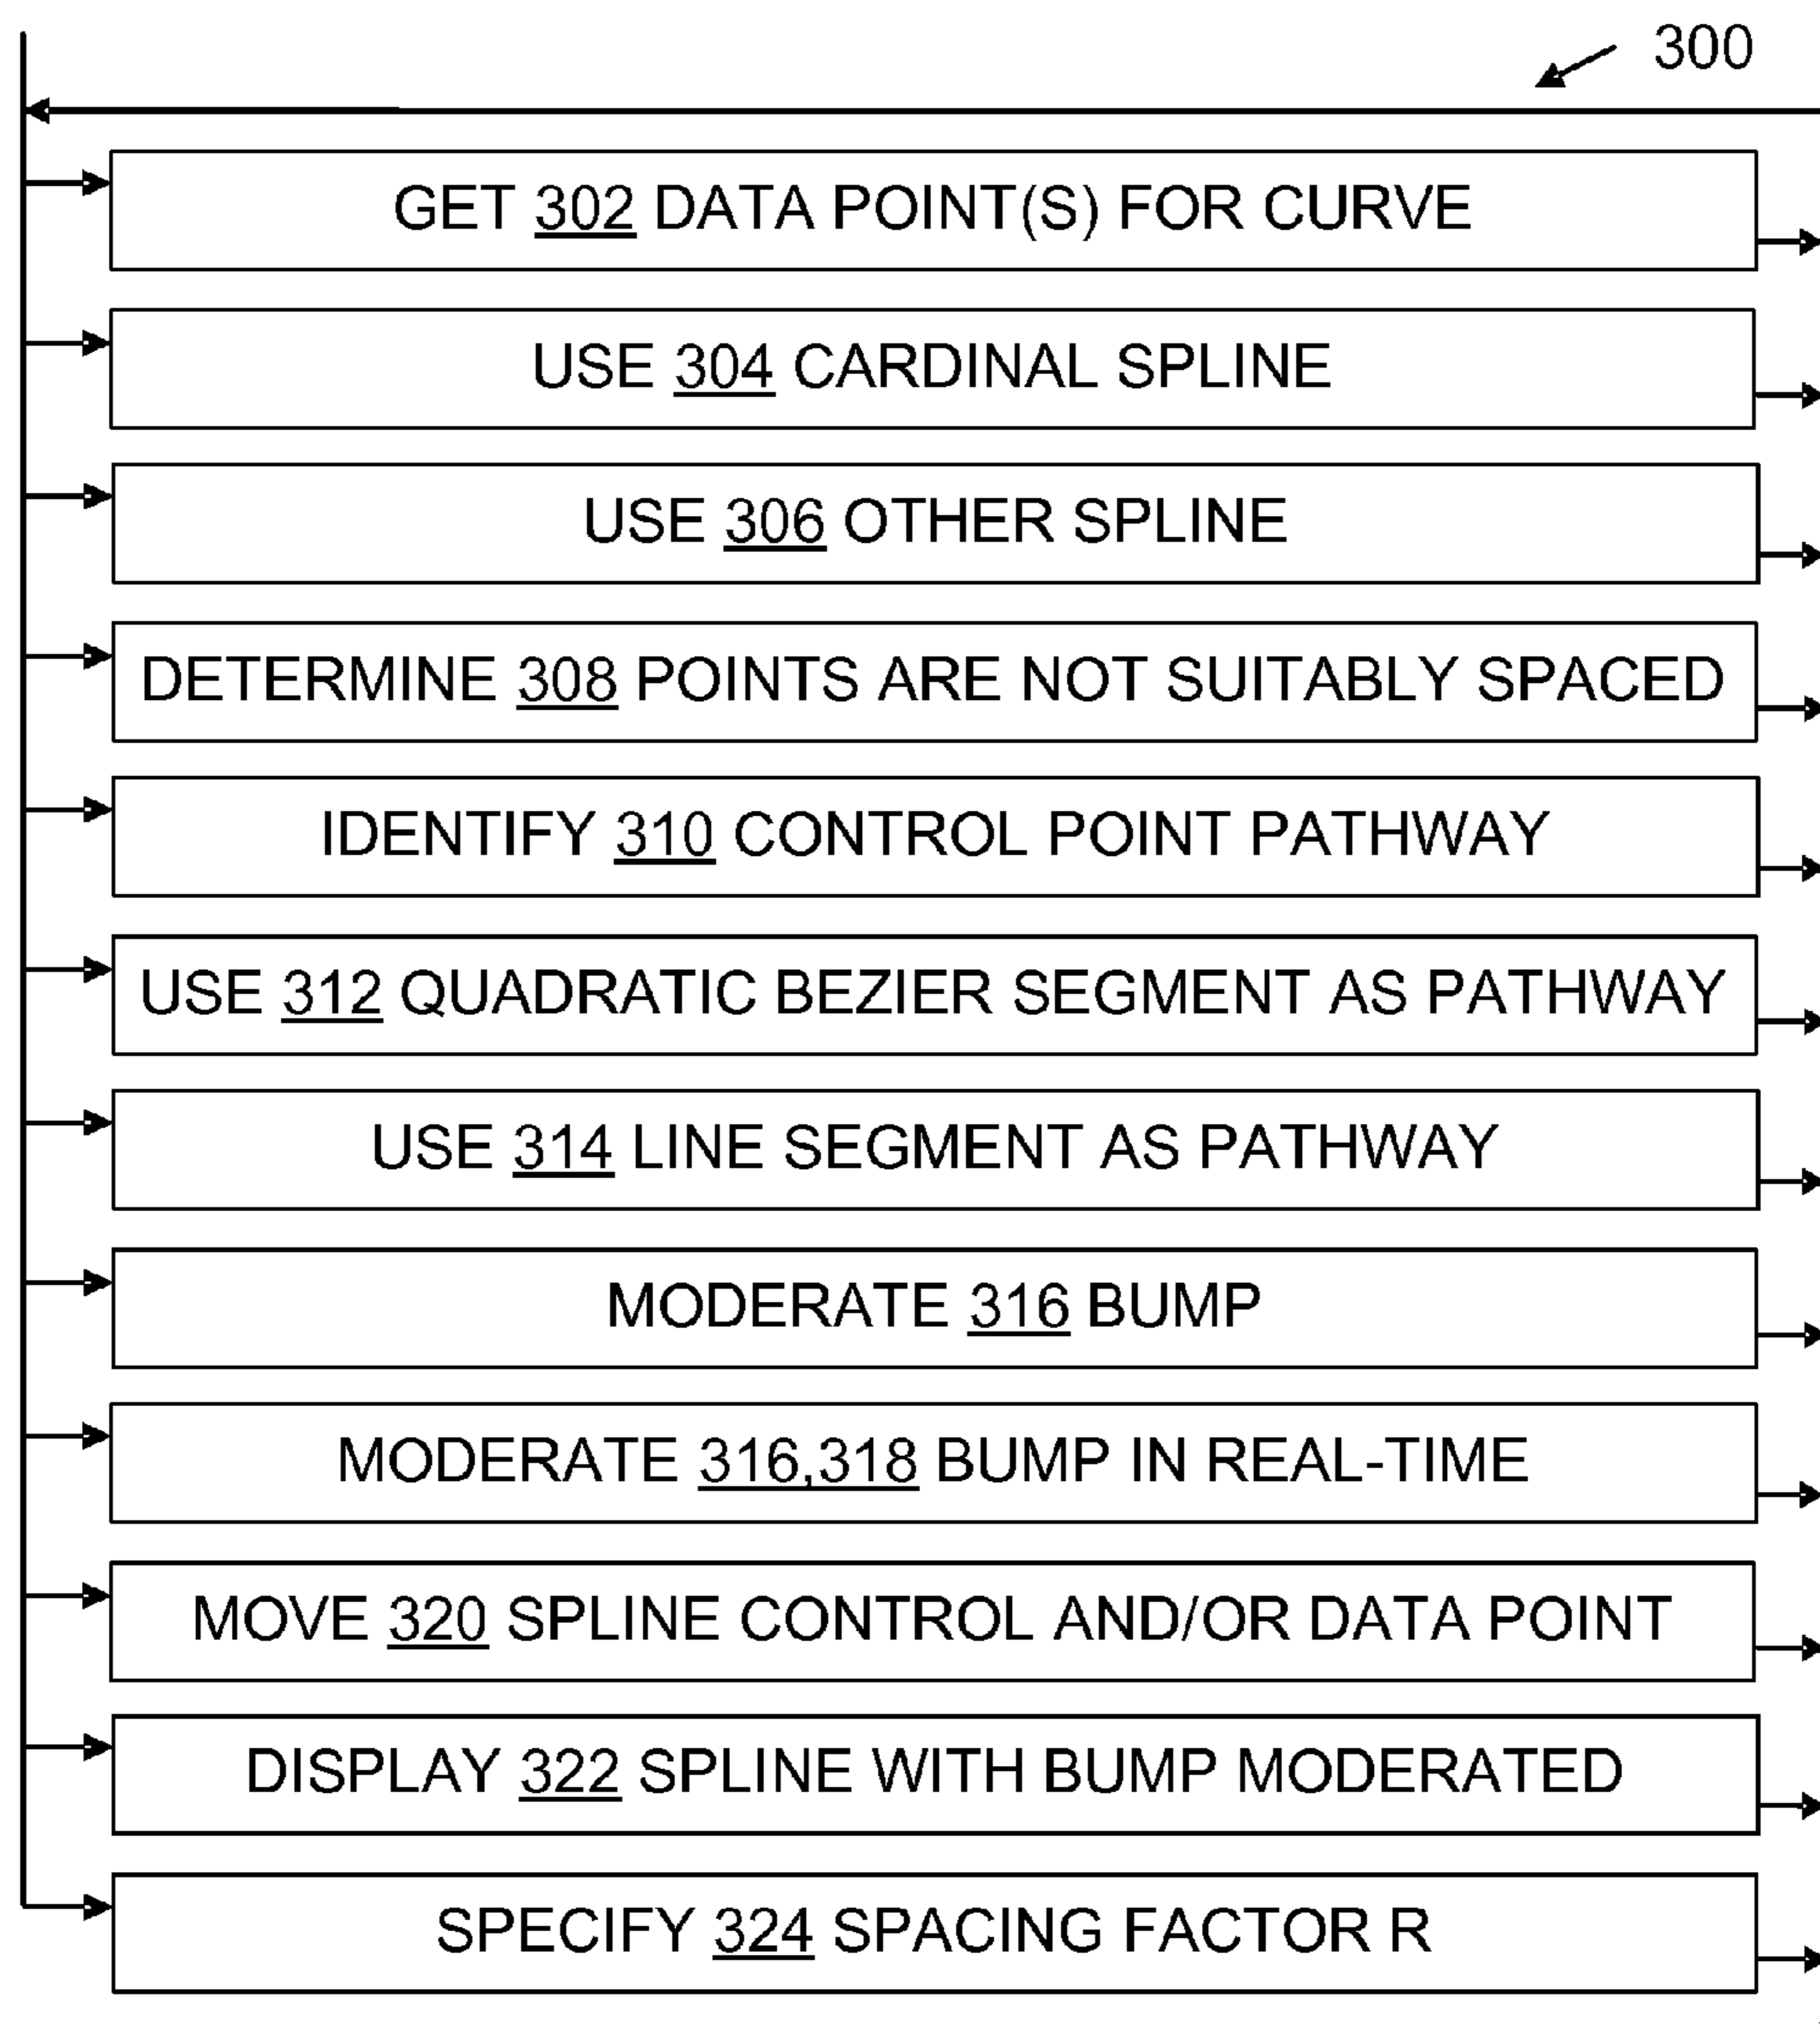 300
GET 302 DATA POINT(S) FOR CURVE
USE 304 CARDINAL SPLINE
USE 306 OTHER SPLINE
DETERMINE 308 POINTS ARE NOT SUITABLY SPACED
IDENTIFY 310 CONTROL POINT PATHWAY
USE 312 QUADRATIC BEZIER SEGMENT AS PATHWAY
USE 314 LINE SEGMENT AS PATHWAY
MODERATE 316 BUMP
MODERATE 316,318 BUMP IN REAL-TIME
MOVE 320 SPLINE CONTROL AND/OR DATA POINT
DISPLAY 322 SPLINE WITH BUMP MODERATED
SPECIFY 324 SPACING FACTOR R